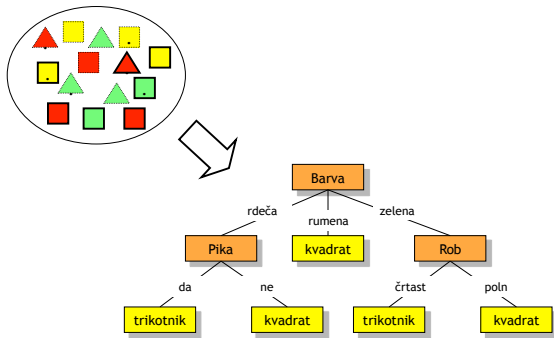 Barva
rdeča
rumena
zelena
Pika
kvadrat
Rob
da
ne
črtast
poln
trikotnik
kvadrat
trikotnik
kvadrat